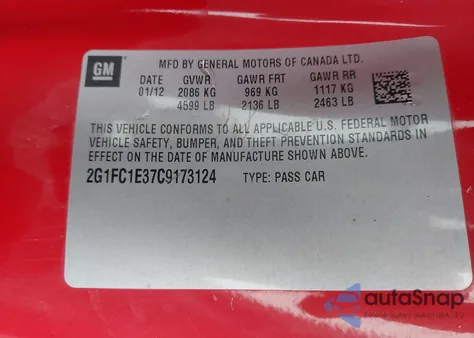 GM
MFD BY GENERAL MOTORS OF CANADA LTD.
DATE GVWR GAWR FRT GAWR RR
01/12 2086 KG 969 KG 1117 KG
4599 LB 2136 LB 2463 LB
THIS VEHICLE CONFORMS TO ALL APPLICABLE U.S. FEDERAL MOTOR
VEHICLE SAFETY, BUMPER, AND THEFT PREVENTION STANDARDS IN
EFFECT ON THE DATE OF MANUFACTURE SHOWN ABOVE.
2G1FC1E37C9173124 TYPE: PASS CAR
autoSnap